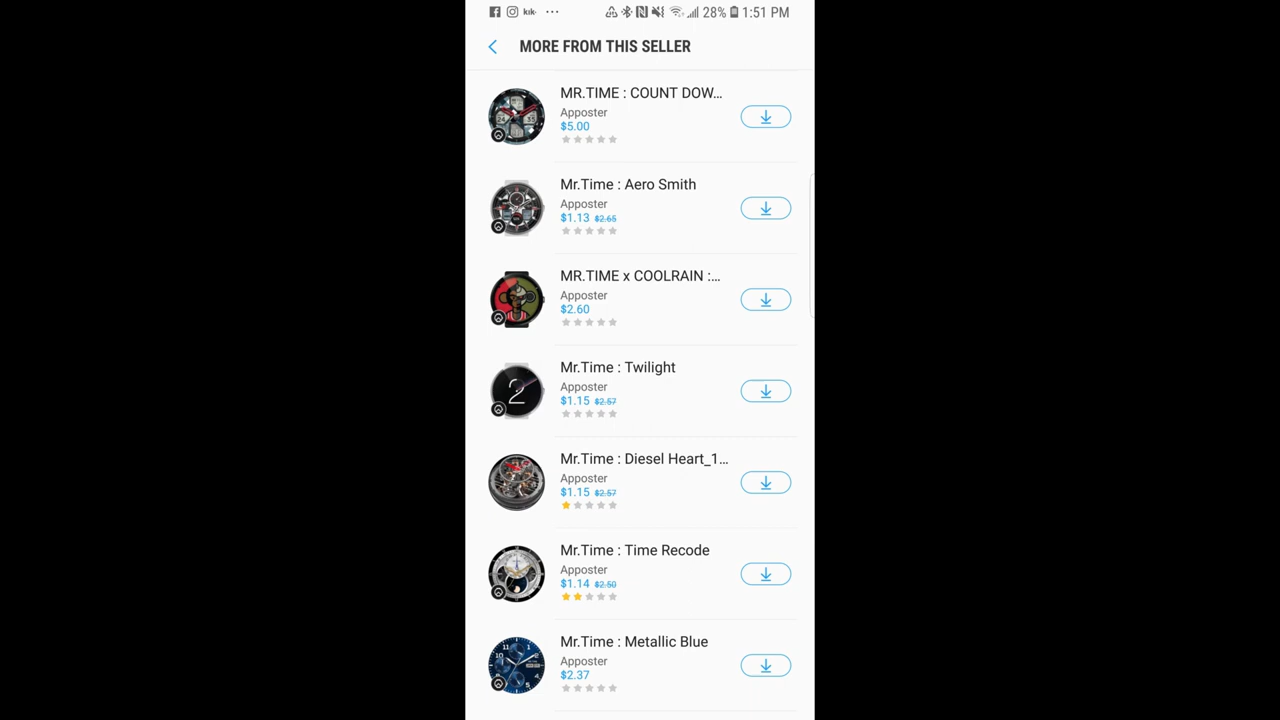 kik· ··· 28% 1:51 PM
MORE FROM THIS SELLER
MR.TIME : COUNT DOW...
Apposter
$5.00
Mr.Time : Aero Smith
Apposter
$1.13 $2.65
MR.TIME x COOLRAIN :...
Apposter
$2.60
Mr.Time : Twilight
Apposter
$1.15 $2.57
2
Mr.Time : Diesel Heart_1...
Apposter
$1.15 $2.57
Mr.Time : Time Recode
Apposter
$1.14 $2.50
Mr.Time : Metallic Blue
Apposter
$2.37